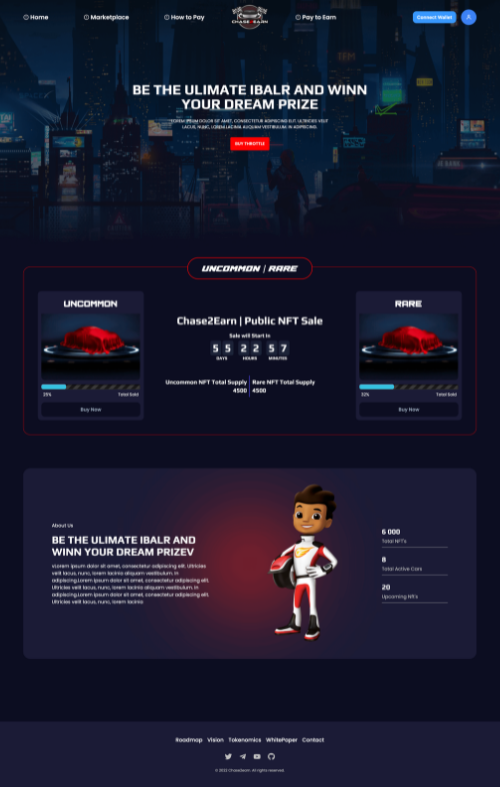 Home
Marketplace
How to Pay
CHASE2EARN
Pay to Earn
Connect Wallet
BE THE ULIMATE IBALR AND WINN
YOUR DREAM PRIZE
LOREM IPSUM DOLOR SIT AMET, CONSECTETUR ADIPISCING ELIT. ULTRICIES VELIT
LACUS, NUNC, LOREM LACINIA ALIQUAM VESTIBULUM. IN ADIPISCING.
BUY THROTTLE
UNCOMMON | RARE
UNCOMMON
25%
Total Sold
Buy Now
Chase2Earn | Public NFT Sale
Sale will Start in
5 5 2 2 5 7
DAYS HOURS MINUTES
Uncommon NFT Total Supply
4500
Rare NFT Total Supply
4500
RARE
32%
Total Sold
Buy Now
About Us
BE THE ULIMATE IBALR AND
WINN YOUR DREAM PRIZEV
vLorem ipsum dolor sit amet, consectetur adipiscing elit. Ultricies
velit lacus, nunc, lorem lacinia aliquam vestibulum. In
adipiscing.Lorem ipsum dolor sit amet, consectetur adipiscing elit.
Ultricies velit lacus, nunc, lorem lacinia aliquam vestibulum. In
adipiscing.Lorem ipsum dolor sit amet, consectetur adipiscing elit.
Ultricies velit lacus, nunc, lorem lacinia
6 000
Total NFT's
8
Total Active Cars
20
Upcoming Nft's
Roadmap Vision Tokenomics WhitePaper Contact
© 2022 Chase2earn. All rights reserved.